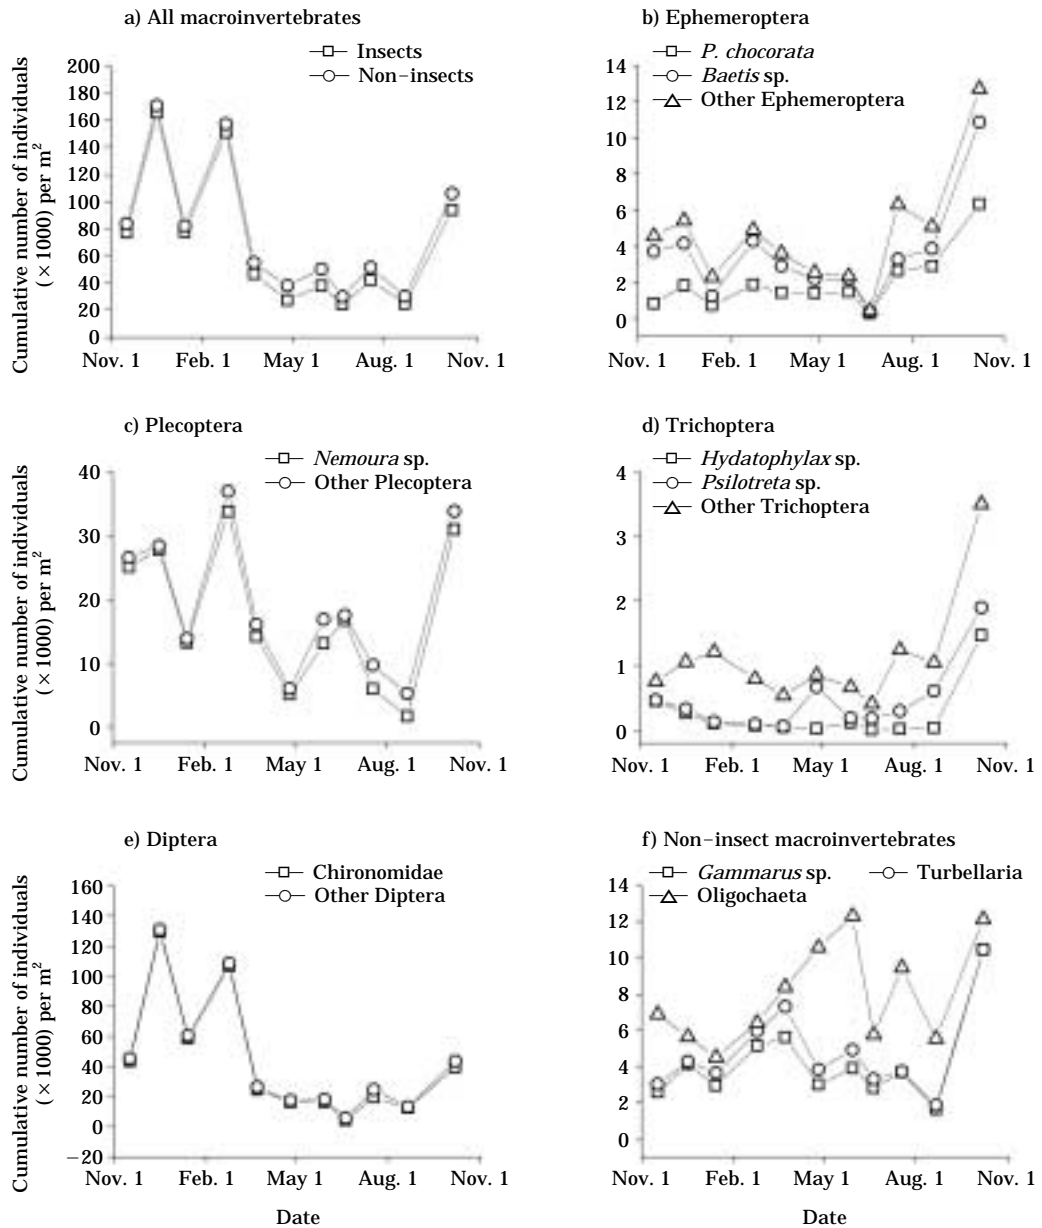 a) All macroinvertebrates
Insects
Non-insects
Cumulative number of individuals
(×1000) per m²
200
180
160
140
120
100
80
60
40
20
0
Nov. 1 Feb. 1 May 1 Aug. 1 Nov. 1
b) Ephemeroptera
P. chocorata
Baetis sp.
Other Ephemeroptera
14
12
10
8
6
4
2
0
Nov. 1 Feb. 1 May 1 Aug. 1 Nov. 1
c) Plecoptera
Nemoura sp.
Other Plecoptera
Cumulative number of individuals
(×1000) per m²
40
30
20
10
0
Nov. 1 Feb. 1 May 1 Aug. 1 Nov. 1
d) Trichoptera
Hydatophylax sp.
Psilotreta sp.
Other Trichoptera
4
3
2
1
0
Nov. 1 Feb. 1 May 1 Aug. 1 Nov. 1
e) Diptera
Chironomidae
Other Diptera
Cumulative number of individuals
(×1000) per m²
160
140
120
100
80
60
40
20
0
−20
Nov. 1 Feb. 1 May 1 Aug. 1 Nov. 1
Date
f) Non-insect macroinvertebrates
Gammarus sp. Turbellaria
Oligochaeta
14
12
10
8
6
4
2
0
Nov. 1 Feb. 1 May 1 Aug. 1 Nov. 1
Date